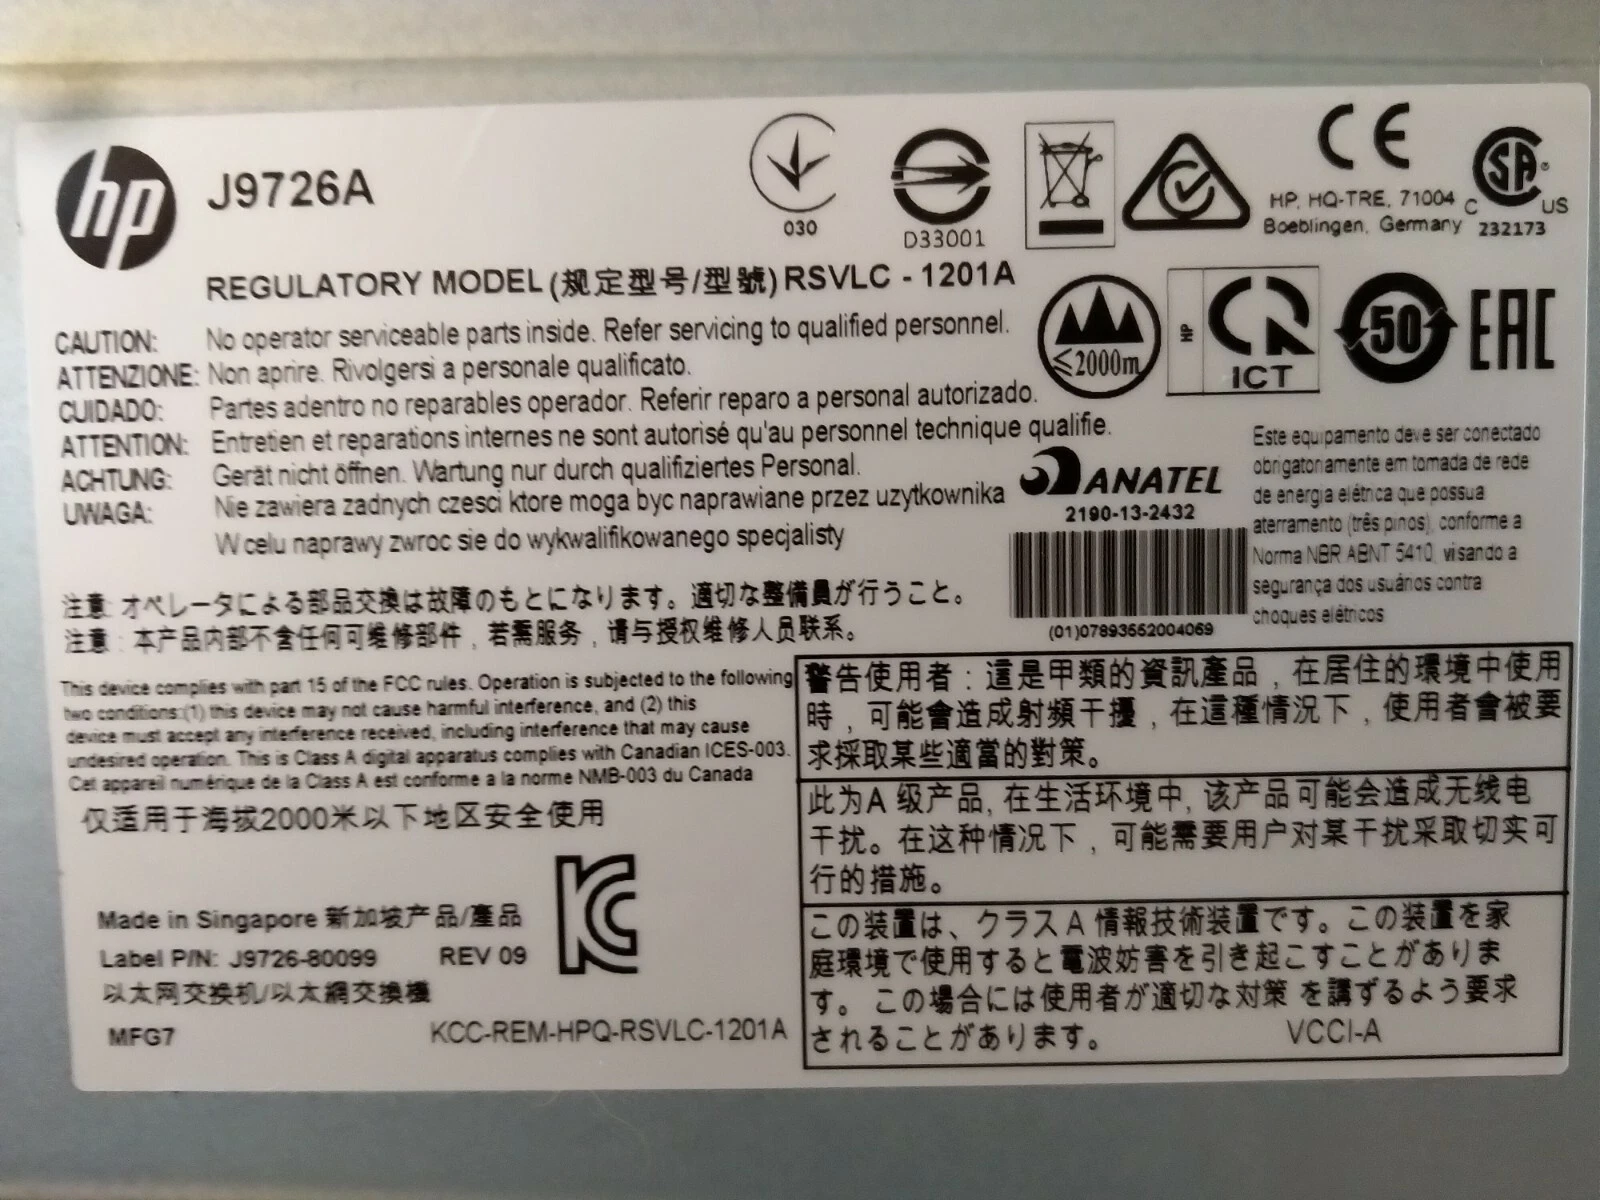 hp
J9726A
030
D33001
CE
HP, HQ-TRE, 71004
Boeblingen, Germany
C SA US
232173
REGULATORY MODEL (规定型号/型號) RSVLC - 1201A
≤2000m
HP
ICT
50
EAC
CAUTION: No operator serviceable parts inside. Refer servicing to qualified personnel.
ATTENZIONE: Non aprire. Rivolgersi a personale qualificato.
CUIDADO: Partes adentro no reparables operador. Referir reparo a personal autorizado.
ATTENTION: Entretien et reparations internes ne sont autorisé qu'au personnel technique qualifie.
ACHTUNG: Gerät nicht öffnen. Wartung nur durch qualifiziertes Personal.
UWAGA: Nie zawiera zadnych czesci ktore moga byc naprawiane przez uzytkownika
W celu naprawy zwroc sie do wykwalifikowanego specjalisty
ANATEL
2190-13-2432
(01)07893652004069
Este equipamento deve ser conectado
obrigatoriamente em tomada de rede
de energia elétrica que possua
aterramento (três pinos), conforme a
Norma NBR ABNT 5410, visando a
segurança dos usuários contra
choques elétricos
注意: オペレータによる部品交換は故障のもとになります。適切な整備員が行うこと。
注意：本产品内部不含任何可维修部件，若需服务，请与授权维修人员联系。
This device complies with part 15 of the FCC rules. Operation is subjected to the following
two conditions:(1) this device may not cause harmful interference, and (2) this
device must accept any interference received, including interference that may cause
undesired operation. This is Class A digital apparatus complies with Canadian ICES-003.
Cet appareil numérique de la Class A est conforme a la norme NMB-003 du Canada
仅适用于海拔2000米以下地区安全使用
Made in Singapore 新加坡产品/產品
Label P/N: J9726-80099 REV 09
以太网交换机/以太網交換機
MFG7
KCC-REM-HPQ-RSVLC-1201A
警告使用者：這是甲類的資訊產品，在居住的環境中使用
時，可能會造成射頻干擾，在這種情況下，使用者會被要
求採取某些適當的對策。
此为A 级产品, 在生活环境中, 该产品可能会造成无线电
干扰。在这种情况下，可能需要用户对某干扰采取切实可
行的措施。
この装置は、クラスA 情報技術装置です。この装置を家
庭環境で使用すると電波妨害を引き起こすことがありま
す。 この場合には使用者が適切な対策 を講ずるよう要求
されることがあります。 VCCI-A